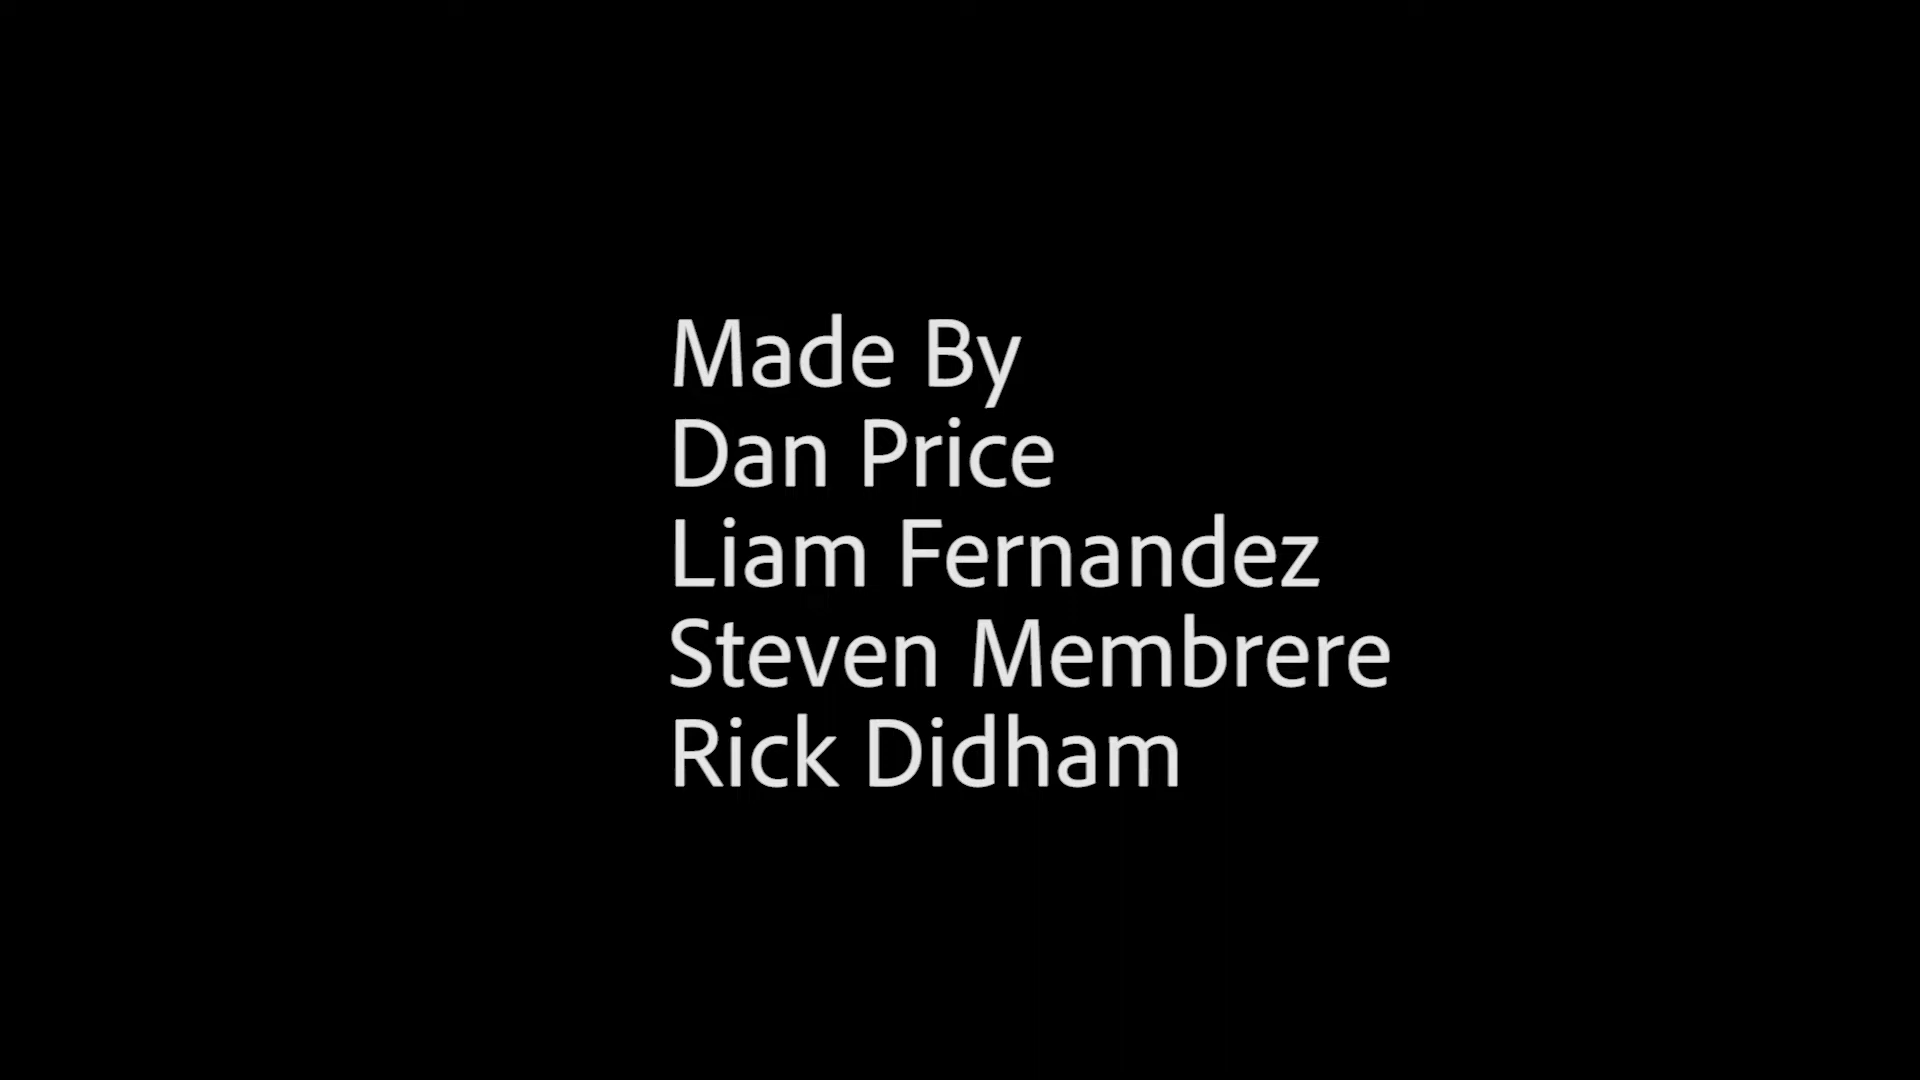 Made By
Dan Price
Liam Fernandez
Steven Membrere
Rick Didham